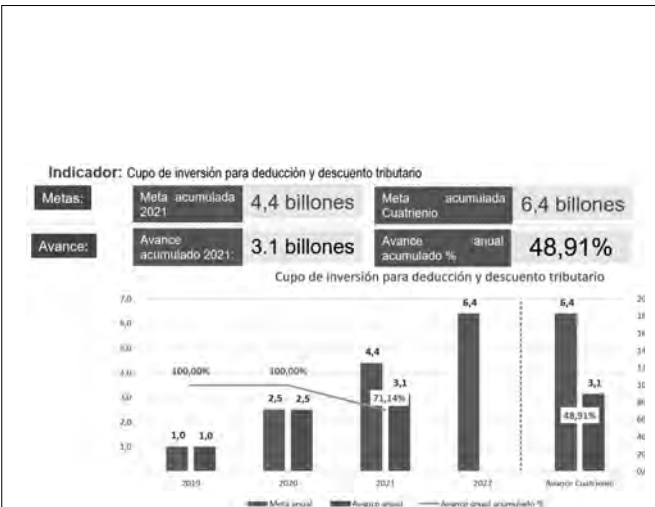 Indicador: Cupo de inversión para deducción y descuento tributario
Metas:
Meta acumulada 2021
4,4 billones
Meta acumulada Cuatrienio
6,4 billones
Avance:
Avance acumulado 2021:
3.1 billones
Avance anual acumulado %
48,91%
Cupo de inversión para deducción y descuento tributario
7,0
6,0
5,0
4,0
3,0
2,0
1,0
1,0
1,0
100,00%
2,5
2,5
100,00%
4,4
3,1
71,14%
6,4
6,4
3,1
48,91%
2019
2020
2021
2022
Avance Cuatrienio
Meta anual
Avance anual
Avance anual acumulado %